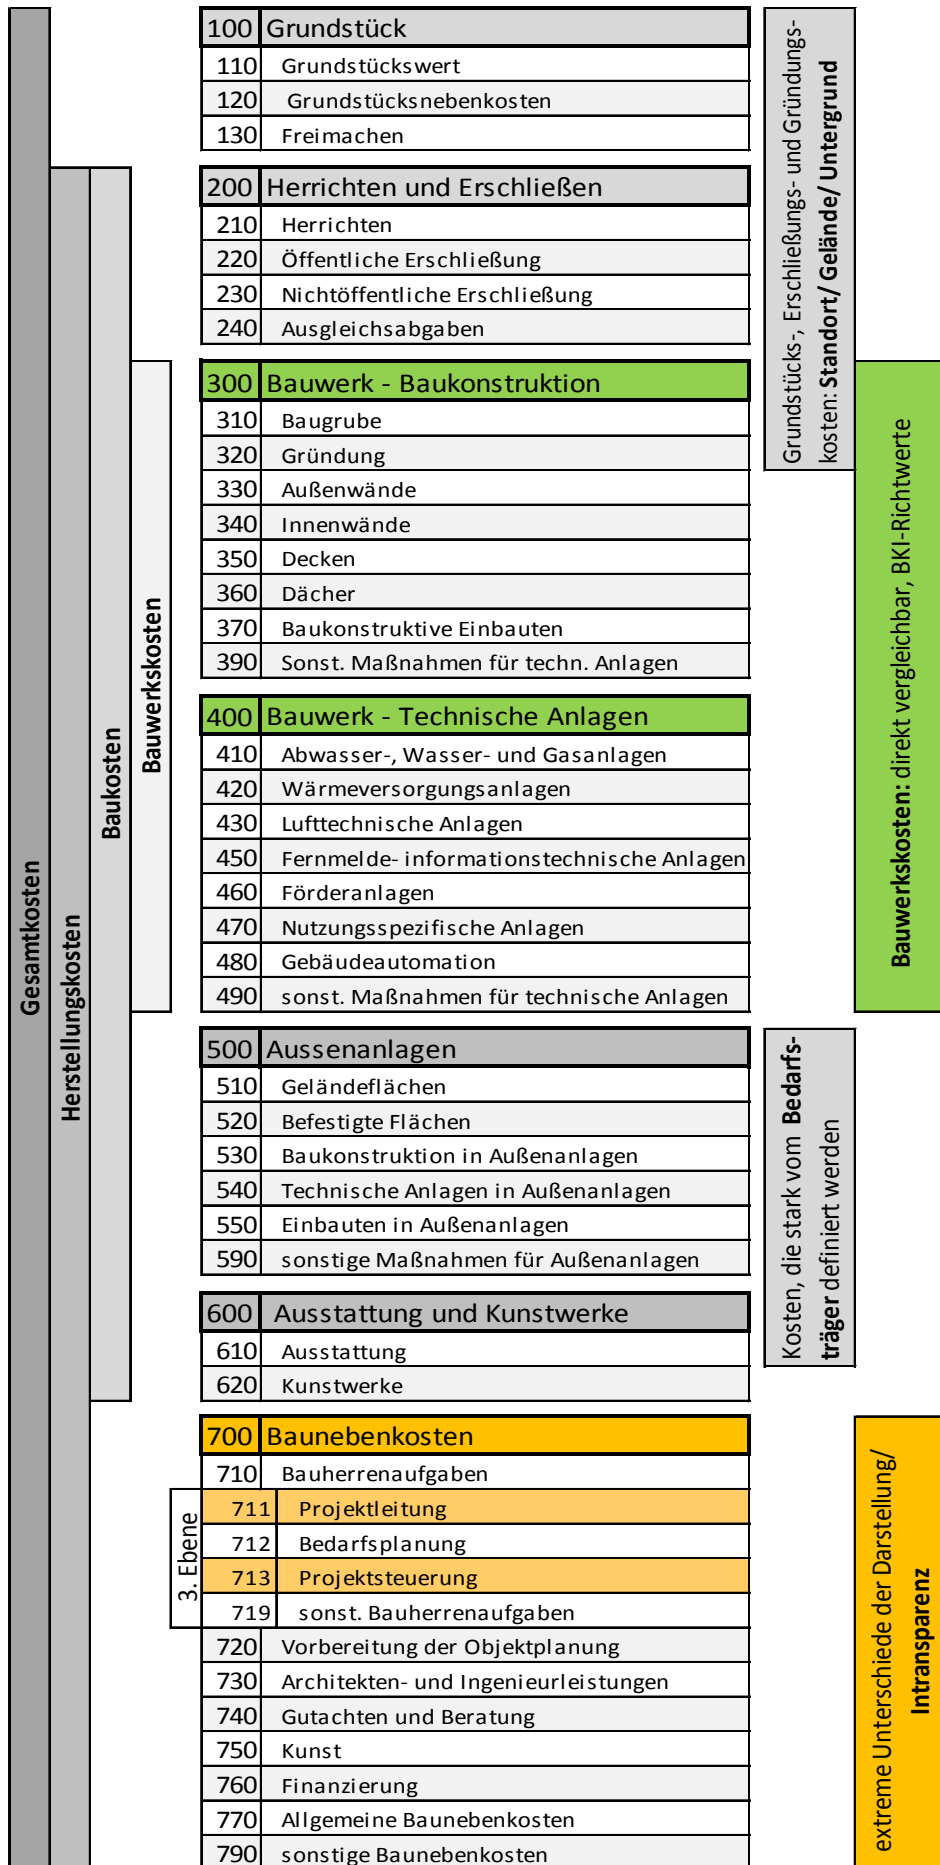 100 Grundstück
110 Grundstückswert
120 Grundstücksnebenkosten
130 Freimachen
200 Herrichten und Erschließen
210 Herrichten
220 Öffentliche Erschließung
230 Nichtöffentliche Erschließung
240 Ausgleichsabgaben
300 Bauwerk - Baukonstruktion
310 Baugrube
320 Gründung
330 Außenwände
340 Innenwände
350 Decken
360 Dächer
370 Baukonstruktive Einbauten
390 Sonst. Maßnahmen für techn. Anlagen
400 Bauwerk - Technische Anlagen
410 Abwasser-, Wasser- und Gasanlagen
420 Wärmeversorgungsanlagen
430 Lufttechnische Anlagen
450 Fernmelde- informationstechnische Anlagen
460 Förderanlagen
470 Nutzungsspezifische Anlagen
480 Gebäudeautomation
490 sonst. Maßnahmen für technische Anlagen
500 Aussenanlagen
510 Geländeflächen
520 Befestigte Flächen
530 Baukonstruktion in Außenanlagen
540 Technische Anlagen in Außenanlagen
550 Einbauten in Außenanlagen
590 sonstige Maßnahmen für Außenanlagen
600 Ausstattung und Kunstwerke
610 Ausstattung
620 Kunstwerke
700 Baunebenkosten
710 Bauherrenaufgaben
711 Projektleitung
712 Bedarfsplanung
713 Projektsteuerung
719 sonst. Bauherrenaufgaben
720 Vorbereitung der Objektplanung
730 Architekten- und Ingenieurleistungen
740 Gutachten und Beratung
750 Kunst
760 Finanzierung
770 Allgemeine Baunebenkosten
790 sonstige Baunebenkosten
Gesamtkosten
Herstellungskosten
Baukosten
Bauwerkskosten
3. Ebene
Grundstücks-, Erschließungs- und Gründungs-
kosten: Standort/ Gelände/ Untergrund
Bauwerkskosten: direkt vergleichbar, BKI-Richtwerte
Kosten, die stark vom Bedarfs-
träger definiert werden
extreme Unterschiede der Darstellung/
Intransparenz